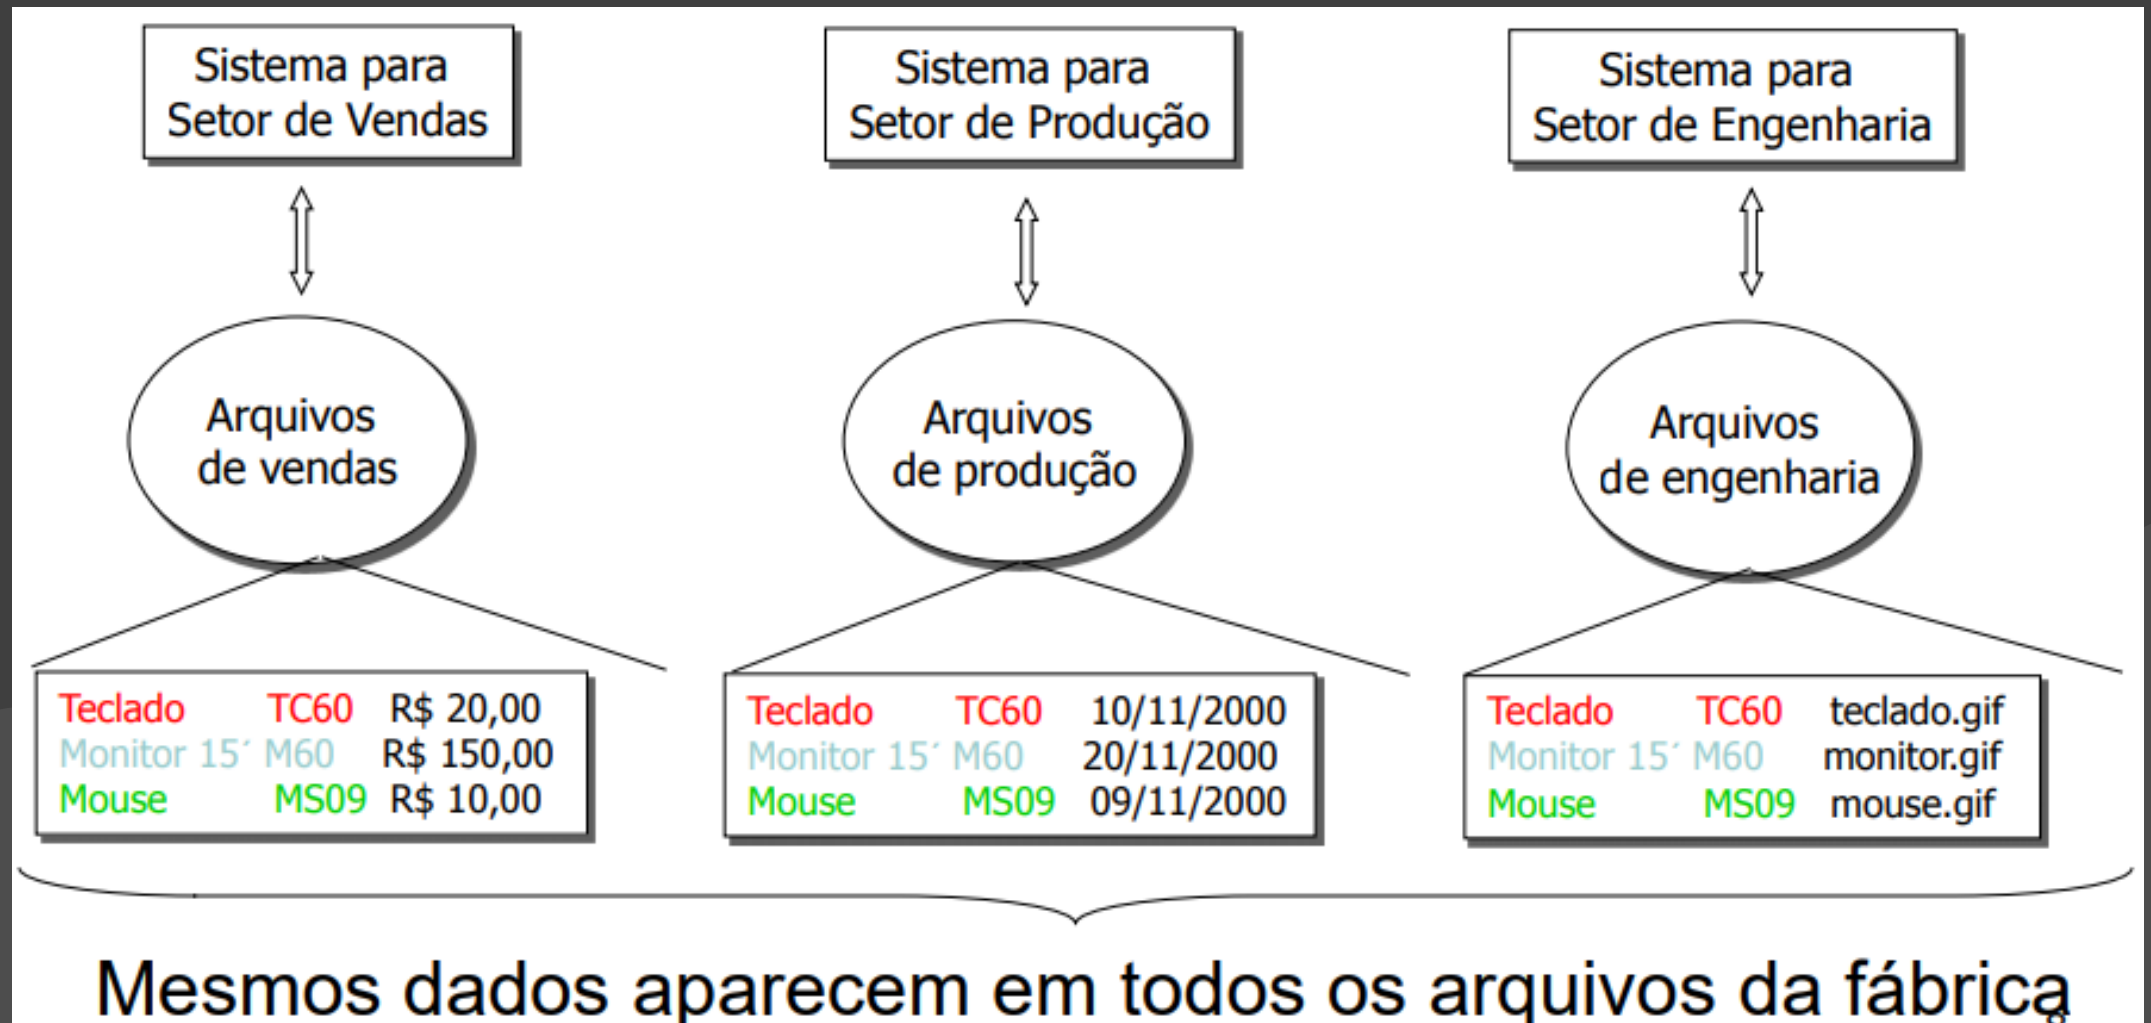 Sistema para
Setor de Vendas
Sistema para
Setor de Produção
Sistema para
Setor de Engenharia
Arquivos
de vendas
Arquivos
de produção
Arquivos
de engenharia
Teclado TC60 R$ 20,00
Monitor 15´ M60 R$ 150,00
Mouse MS09 R$ 10,00
Teclado TC60 10/11/2000
Monitor 15´ M60 20/11/2000
Mouse MS09 09/11/2000
Teclado TC60 teclado.gif
Monitor 15´ M60 monitor.gif
Mouse MS09 mouse.gif
Mesmos dados aparecem em todos os arquivos da fábrica